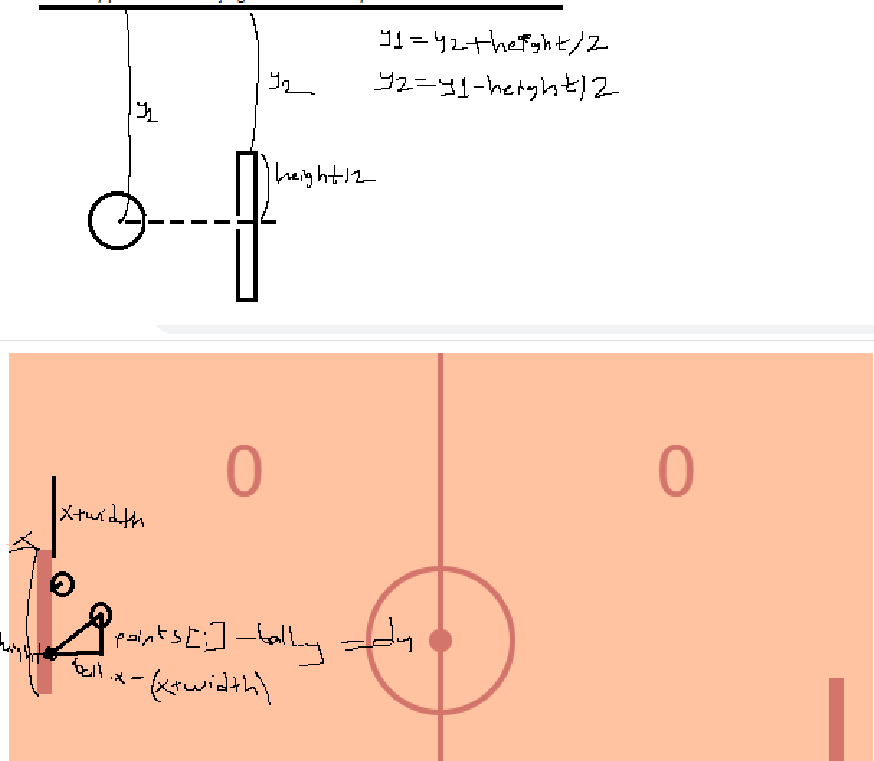 y1=y2+height/2
y2=y1-height/2
y2
y1
height/2
0 0
x+width
x
points[i]-ball y =dy
height
ball.x-(x+width)